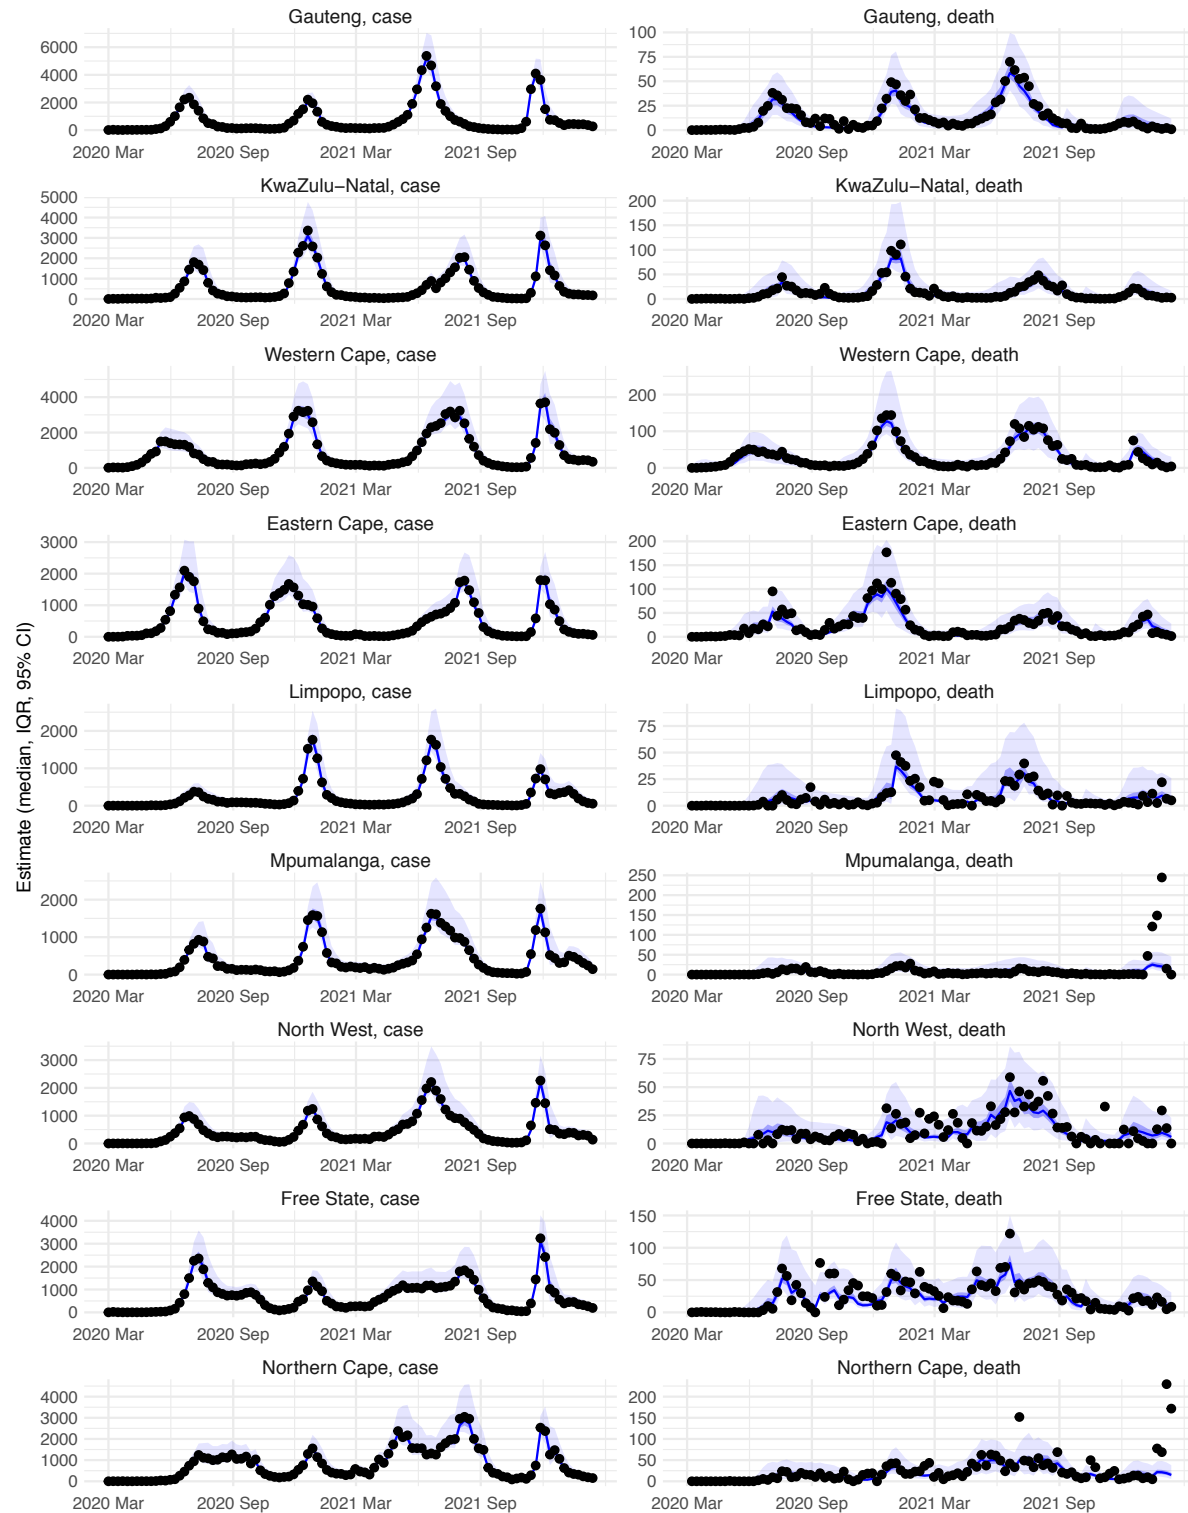 Gauteng, case
6000
4000
2000
0
2020 Mar 2020 Sep 2021 Mar 2021 Sep
Gauteng, death
100
75
50
25
0
2020 Mar 2020 Sep 2021 Mar 2021 Sep
KwaZulu−Natal, case
5000
4000
3000
2000
1000
0
2020 Mar 2020 Sep 2021 Mar 2021 Sep
KwaZulu−Natal, death
200
150
100
50
0
2020 Mar 2020 Sep 2021 Mar 2021 Sep
Western Cape, case
4000
2000
0
2020 Mar 2020 Sep 2021 Mar 2021 Sep
Western Cape, death
200
100
0
2020 Mar 2020 Sep 2021 Mar 2021 Sep
Eastern Cape, case
3000
2000
1000
0
2020 Mar 2020 Sep 2021 Mar 2021 Sep
Eastern Cape, death
200
150
100
50
0
2020 Mar 2020 Sep 2021 Mar 2021 Sep
Estimate (median, IQR, 95% CI)
Limpopo, case
2000
1000
0
2020 Mar 2020 Sep 2021 Mar 2021 Sep
Limpopo, death
75
50
25
0
2020 Mar 2020 Sep 2021 Mar 2021 Sep
Mpumalanga, case
2000
1000
0
2020 Mar 2020 Sep 2021 Mar 2021 Sep
Mpumalanga, death
250
200
150
100
50
0
2020 Mar 2020 Sep 2021 Mar 2021 Sep
North West, case
3000
2000
1000
0
2020 Mar 2020 Sep 2021 Mar 2021 Sep
North West, death
75
50
25
0
2020 Mar 2020 Sep 2021 Mar 2021 Sep
Free State, case
4000
3000
2000
1000
0
2020 Mar 2020 Sep 2021 Mar 2021 Sep
Free State, death
150
100
50
0
2020 Mar 2020 Sep 2021 Mar 2021 Sep
Northern Cape, case
4000
3000
2000
1000
0
2020 Mar 2020 Sep 2021 Mar 2021 Sep
Northern Cape, death
200
150
100
50
0
2020 Mar 2020 Sep 2021 Mar 2021 Sep